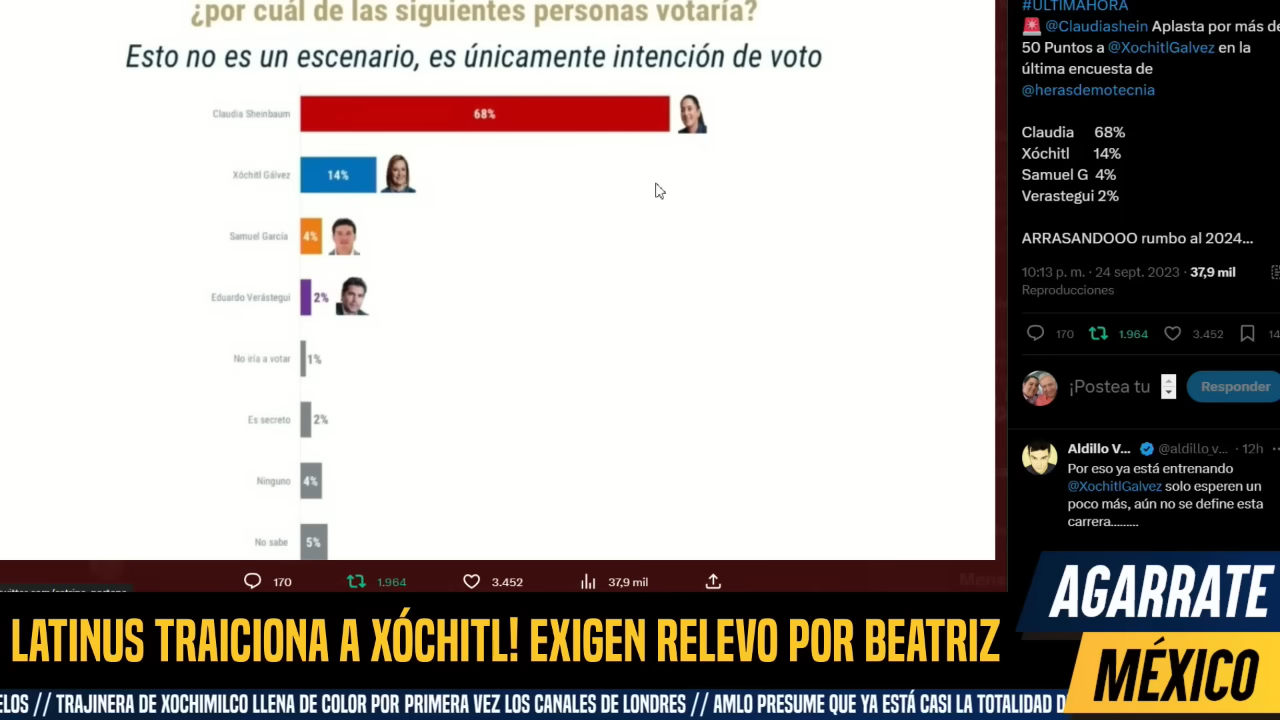 ¿por cuál de las siguientes personas votaría?
Esto no es un escenario, es únicamente intención de voto
Claudia Sheinbaum 68%
Xóchitl Gálvez 14%
Samuel García 4%
Eduardo Verástegui 2%
No iría a votar 1%
Es secreto 2%
Ninguno 4%
No sabe 5%
170 1.964 3.452 37,9 mil
#ULTIMAHORA
🚨 @Claudiashein Aplasta por más de
50 Puntos a @XochitlGalvez en la
última encuesta de
@herasdemotecnia
Claudia 68%
Xóchitl 14%
Samuel G 4%
Verastegui 2%
ARRASANDOOO rumbo al 2024...
10:13 p. m. · 24 sept. 2023 · 37,9 mil
Reproducciones
170 1.964 3.452 14
¡Postea tu
Responder
Aldillo V... @aldillo_v... · 12h ...
Por eso ya está entrenando
@XochitlGalvez solo esperen un
poco más, aún no se define esta
carrera.........
AGARRATE
MÉXICO
LATINUS TRAICIONA A XÓCHITL! EXIGEN RELEVO POR BEATRIZ
ELOS // TRAJINERA DE XOCHIMILCO LLENA DE COLOR POR PRIMERA VEZ LOS CANALES DE LONDRES // AMLO PRESUME QUE YA ESTÁ CASI LA TOTALIDAD D